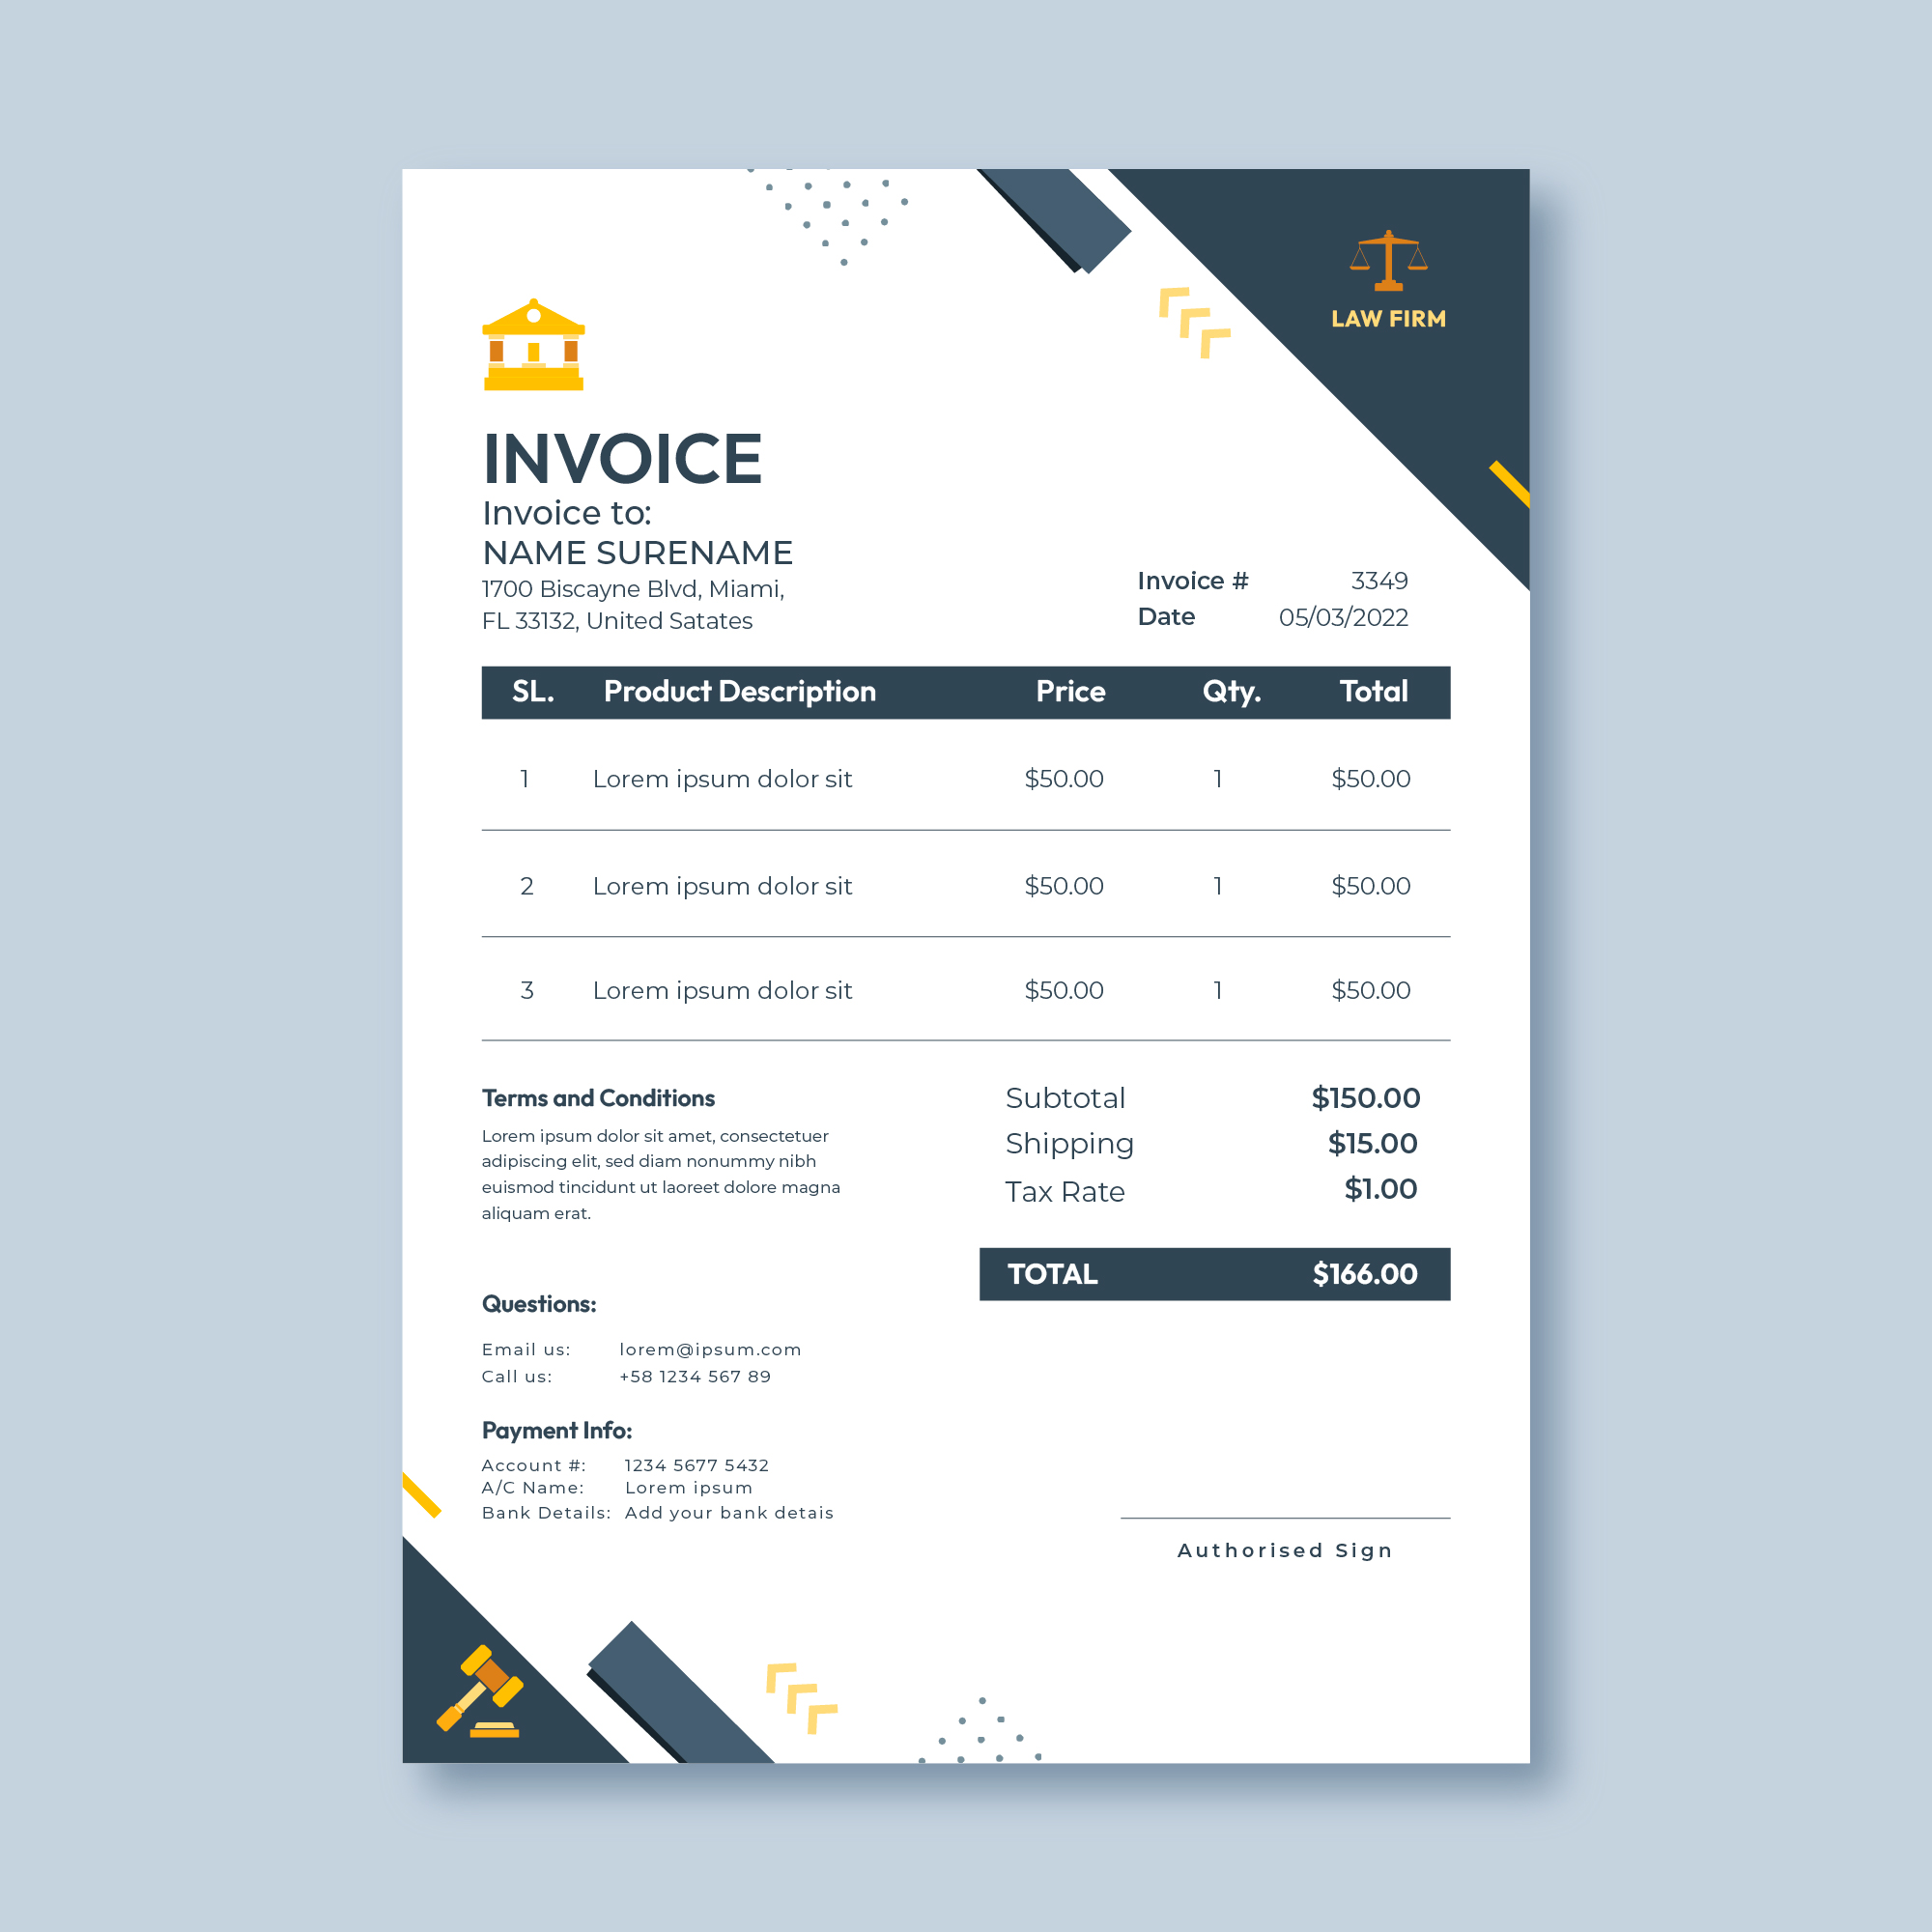 LAW FIRM
INVOICE
Invoice to:
NAME SURENAME
1700 Biscayne Blvd, Miami,
FL 33132, United Satates
Invoice # 3349
Date 05/03/2022
SL. Product Description Price Qty. Total
1 Lorem ipsum dolor sit $50.00 1 $50.00
2 Lorem ipsum dolor sit $50.00 1 $50.00
3 Lorem ipsum dolor sit $50.00 1 $50.00
Terms and Conditions
Lorem ipsum dolor sit amet, consectetuer
adipiscing elit, sed diam nonummy nibh
euismod tincidunt ut laoreet dolore magna
aliquam erat.
Subtotal $150.00
Shipping $15.00
Tax Rate $1.00
TOTAL $166.00
Questions:
Email us: lorem@ipsum.com
Call us: +58 1234 567 89
Payment Info:
Account #: 1234 5677 5432
A/C Name: Lorem ipsum
Bank Details: Add your bank detais
Authorised Sign